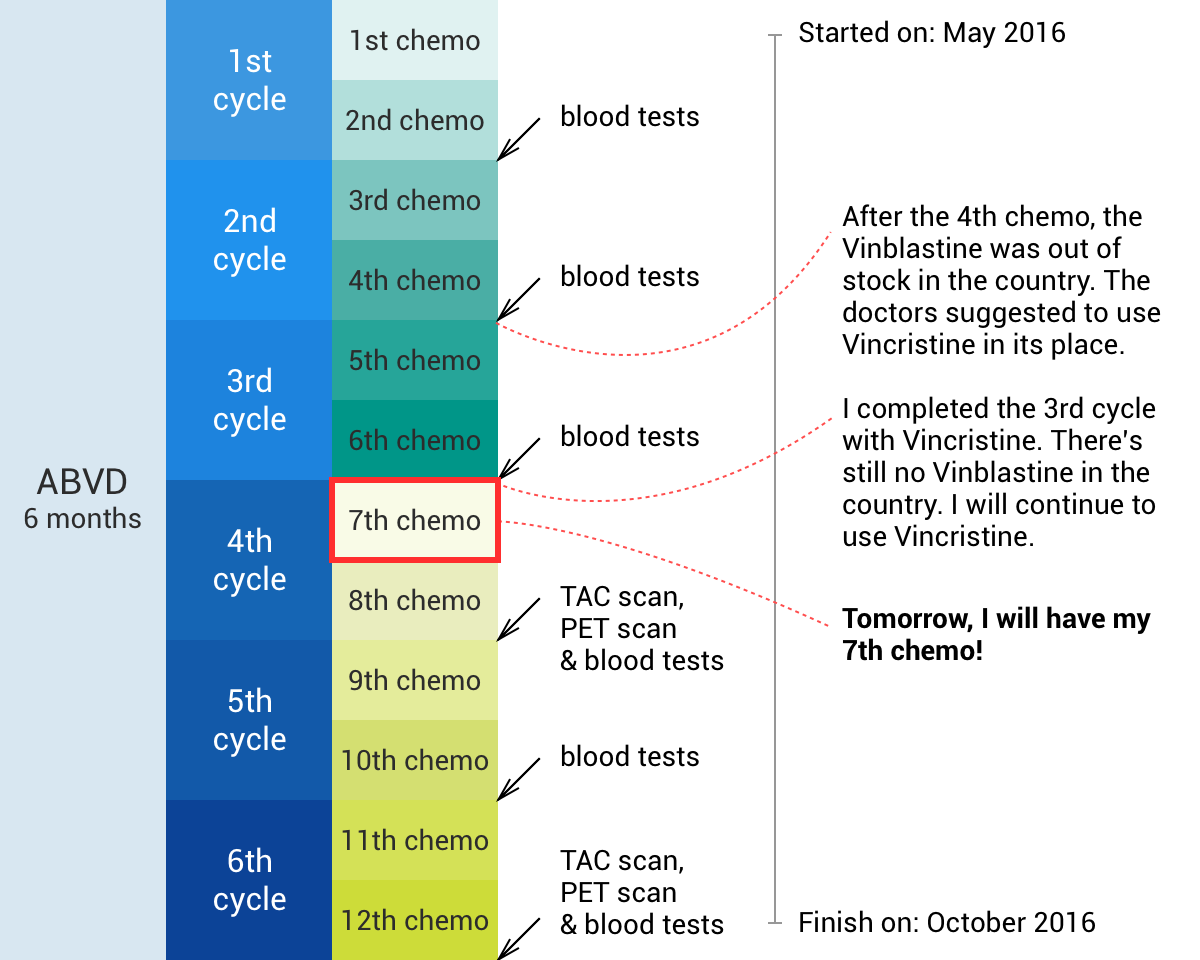 ABVD
6 months
1st
cycle
2nd
cycle
3rd
cycle
4th
cycle
5th
cycle
6th
cycle
1st chemo
2nd chemo
3rd chemo
4th chemo
5th chemo
6th chemo
7th chemo
8th chemo
9th chemo
10th chemo
11th chemo
12th chemo
blood tests
blood tests
blood tests
TAC scan,
PET scan
& blood tests
blood tests
TAC scan,
PET scan
& blood tests
Started on: May 2016
After the 4th chemo, the
Vinblastine was out of
stock in the country. The
doctors suggested to use
Vincristine in its place.
I completed the 3rd cycle
with Vincristine. There's
still no Vinblastine in the
country. I will continue to
use Vincristine.
Tomorrow, I will have my
7th chemo!
Finish on: October 2016